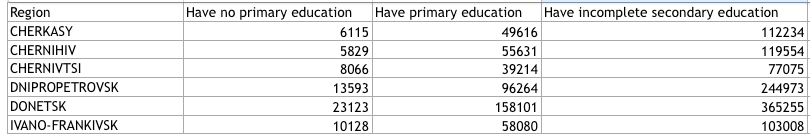 Region Have no primary education Have primary education Have incomplete secondary education
CHERKASY 6115 49616 112234
CHERNIHIV 5829 55631 119554
CHERNIVTSI 8066 39214 77075
DNIPROPETROVSK 13593 96264 244973
DONETSK 23123 158101 365255
IVANO-FRANKIVSK 10128 58080 103008